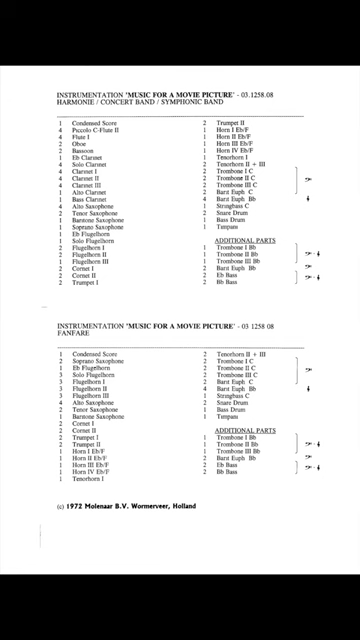 INSTRUMENTATION 'MUSIC FOR A MOVIE PICTURE' - 03.1258.08
HARMONIE / CONCERT BAND / SYMPHONIC BAND
1 Condensed Score
4 Piccolo C-Flute II
4 Flute I
2 Oboe
2 Bassoon
1 Eb Clarinet
4 Solo Clarinet
4 Clarinet I
4 Clarinet II
4 Clarinet III
1 Alto Clarinet
1 Bass Clarinet
4 Alto Saxophone
2 Tenor Saxophone
1 Baritone Saxophone
1 Soprano Saxophone
1 Eb Flugelhorn
1 Solo Flugelhorn
2 Flugelhorn I
2 Flugelhorn II
1 Flugelhorn III
2 Cornet I
2 Cornet II
2 Trumpet I
2 Trumpet II
1 Horn I Eb/F
1 Horn II Eb/F
1 Horn III Eb/F
1 Horn IV Eb/F
1 Tenorhorn I
2 Tenorhorn II + III
2 Trombone I C
2 Trombone II C
2 Trombone III C
2 Barit Euph C
4 Barit Euph Bb
1 Stringbass C
2 Snare Drum
1 Bass Drum
1 Timpani
ADDITIONAL PARTS
1 Trombone I Bb
1 Trombone II Bb
1 Trombone III Bb
2 Barit Euph Bb
2 Eb Bass
2 Bb Bass
INSTRUMENTATION 'MUSIC FOR A MOVIE PICTURE' - 03 1258 08
FANFARE
1 Condensed Score
2 Soprano Saxophone
1 Eb Flugelhorn
3 Solo Flugelhorn
3 Flugelhorn I
3 Flugelhorn II
3 Flugelhorn III
4 Alto Saxophone
2 Tenor Saxophone
1 Baritone Saxophone
2 Cornet I
2 Cornet II
2 Trumpet I
2 Trumpet II
1 Horn I Eb/F
1 Horn II Eb/F
1 Horn III Eb/F
1 Horn IV Eb/F
1 Tenorhorn I
2 Tenorhorn II + III
2 Trombone I C
2 Trombone II C
2 Trombone III C
2 Barit Euph C
4 Barit Euph Bb
1 Stringbass C
2 Snare Drum
1 Bass Drum
1 Timpani
ADDITIONAL PARTS
1 Trombone I Bb
1 Trombone II Bb
1 Trombone III Bb
2 Barit Euph Bb
2 Eb Bass
2 Bb Bass
(c) 1972 Molenaar B.V. Wormerveer, Holland